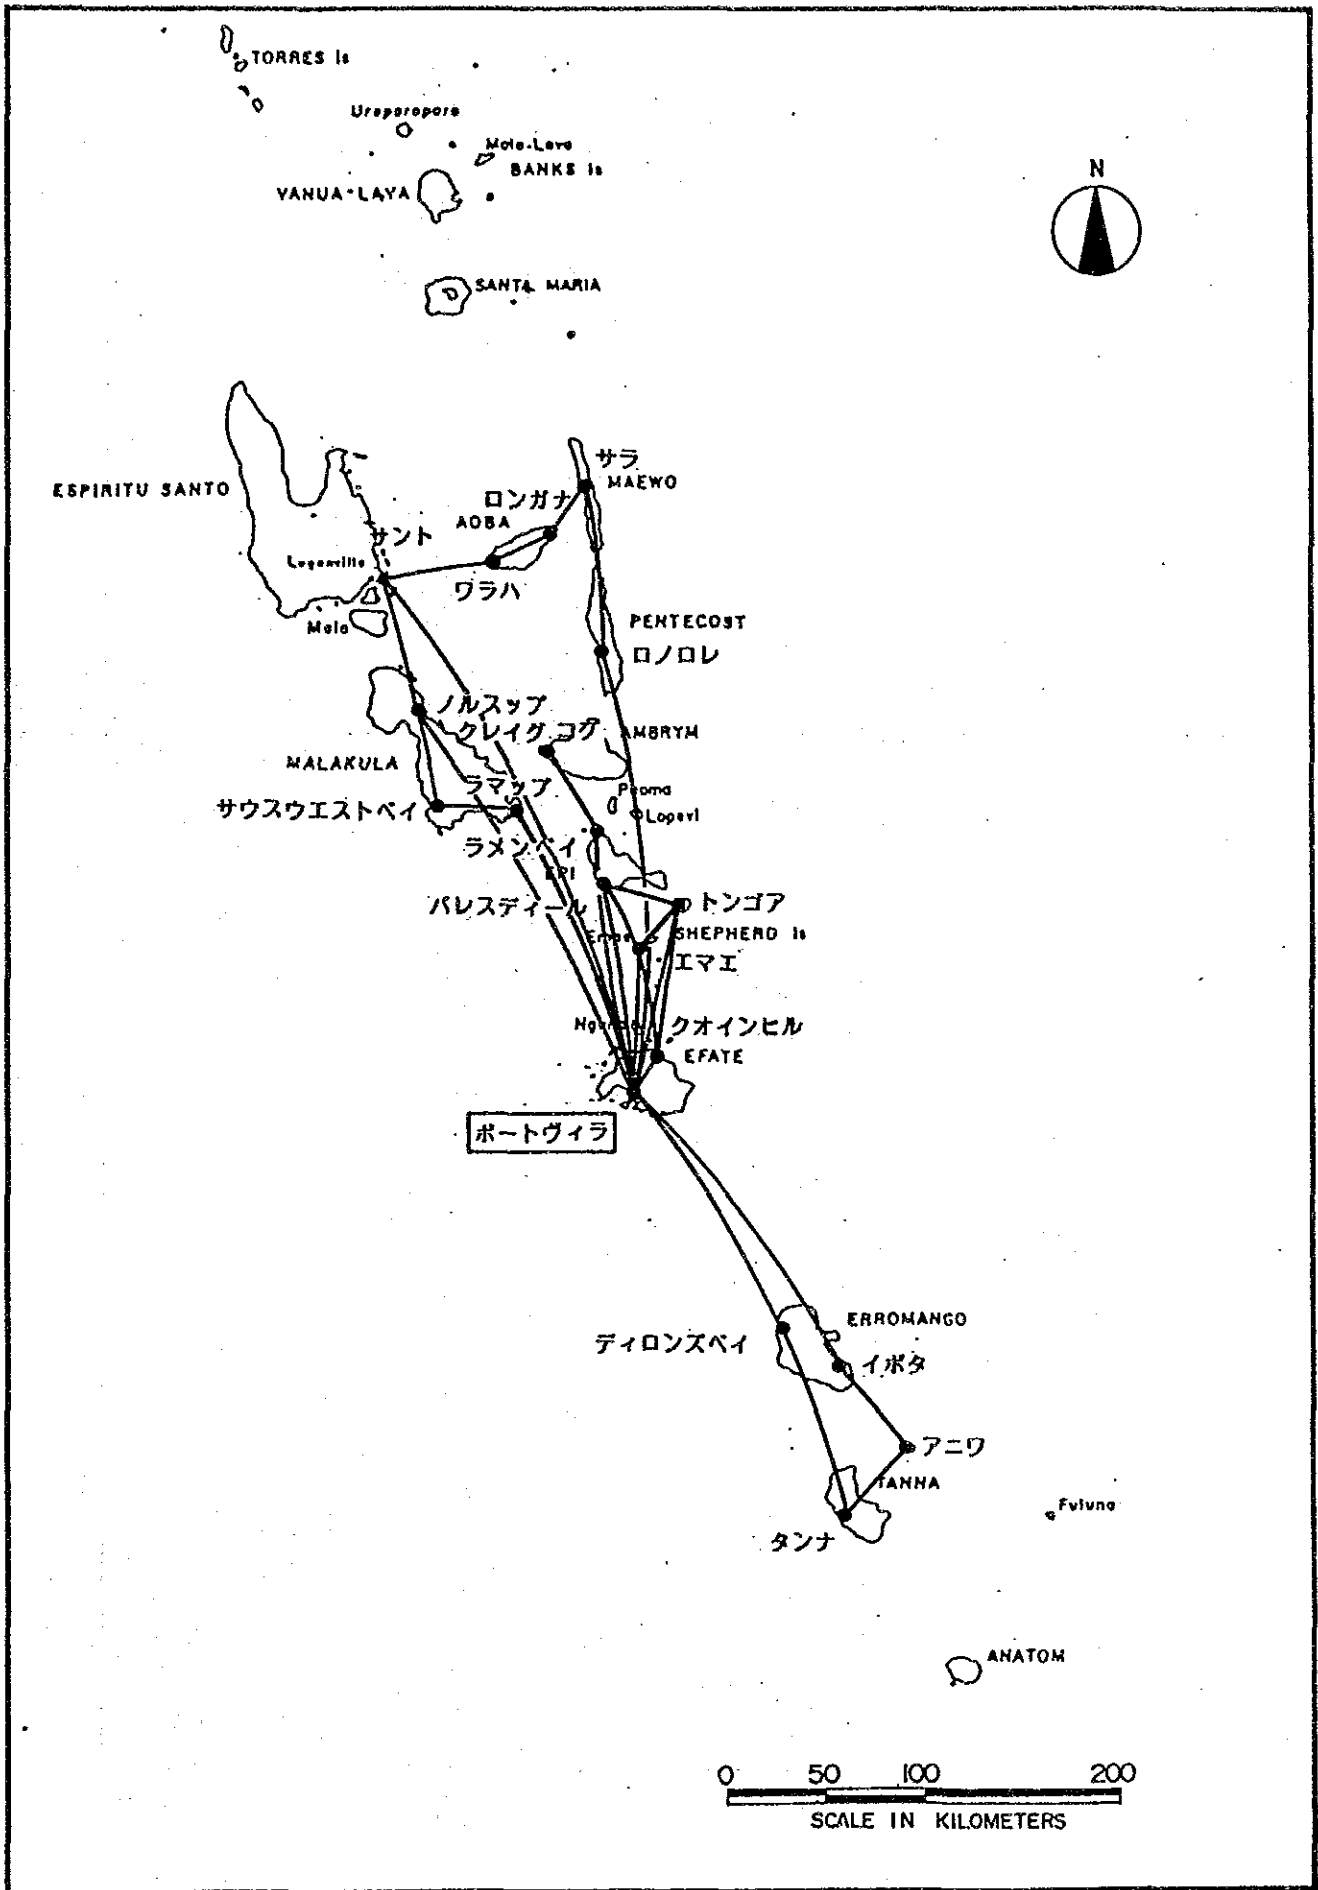 TORRES Is
Ureparapara
Mota-Lava
BANKS Is
VANUA-LAVA
N
SANTA MARIA
サラ
MAEWO
ESPIRITU SANTO
ロンガナ
AOBA
サント
Luganville
ワラハ
Malo
PENTECOST
ロノロレ
ノルスップ
クレイグ コブ
AMBRYM
MALAKULA
ラマップ
Paama
サウスウエストベイ
Lopevi
ラメンベイ
EPI
バレスディール
トンゴア
SHEPHERD Is
エマエ
クオインヒル
EFATE
ポートヴィラ
ERROMANGO
ディロンズベイ
イポタ
アニワ
TANNA
Futuna
タンナ
ANATOM
0 50 100 200
SCALE IN KILOMETERS